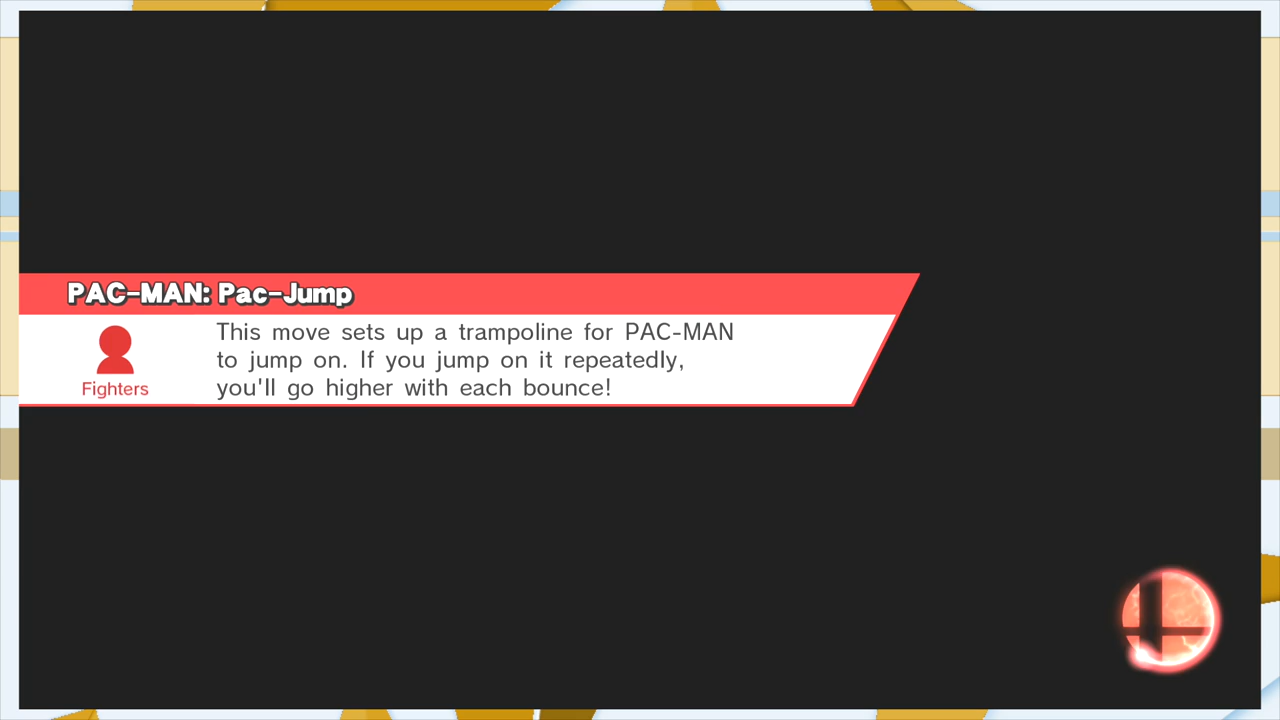 PAC-MAN: Pac-Jump
This move sets up a trampoline for PAC-MAN
to jump on. If you jump on it repeatedly,
you'll go higher with each bounce!
Fighters